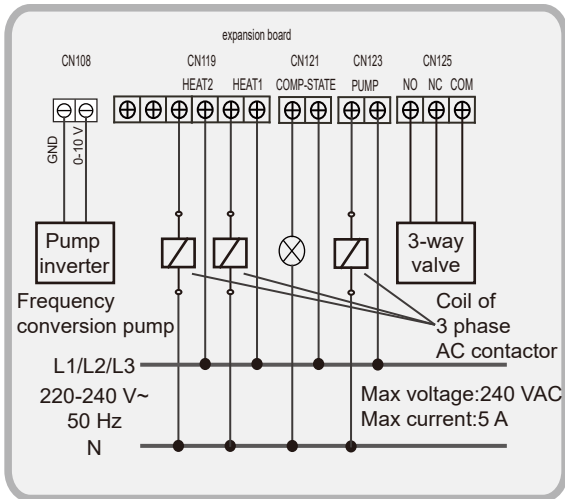 expansion board
CN108 CN119 CN121 CN123 CN125
HEAT2 HEAT1 COMP-STATE PUMP NO NC COM
GND
0-10 V
Pump
inverter
3-way
valve
Frequency
conversion pump
Coil of
3 phase
AC contactor
L1/L2/L3
220-240 V~
50 Hz
N
Max voltage:240 VAC
Max current:5 A